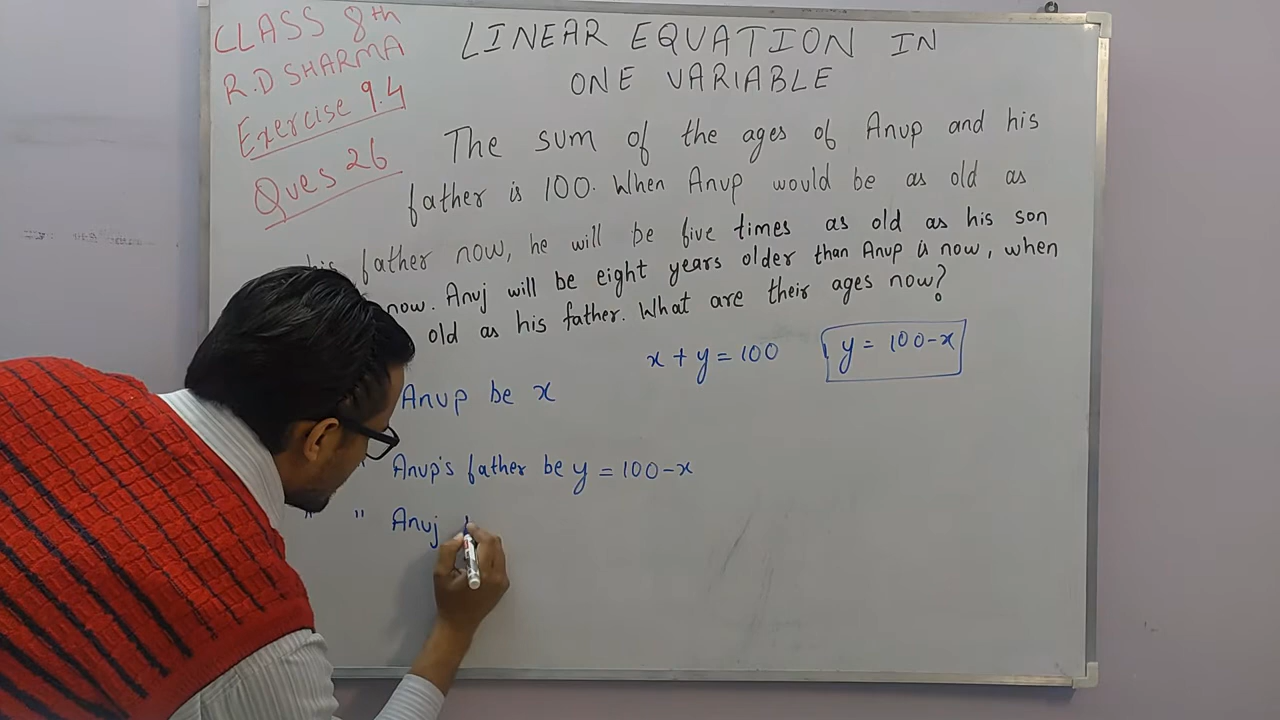 CLASS 8th
R.D SHARMA
Exercise 9.4
Ques 26
LINEAR EQUATION IN
ONE VARIABLE
The sum of the ages of Anup and his
father is 100. When Anup would be as old as
his father now, he will be five times as old as his son
now. Anuj will be eight years older than Anup is now, when
old as his father. What are their ages now?
x + y = 100
y = 100-x
Anup be x
" Anup's father be y = 100-x
" " Anuj